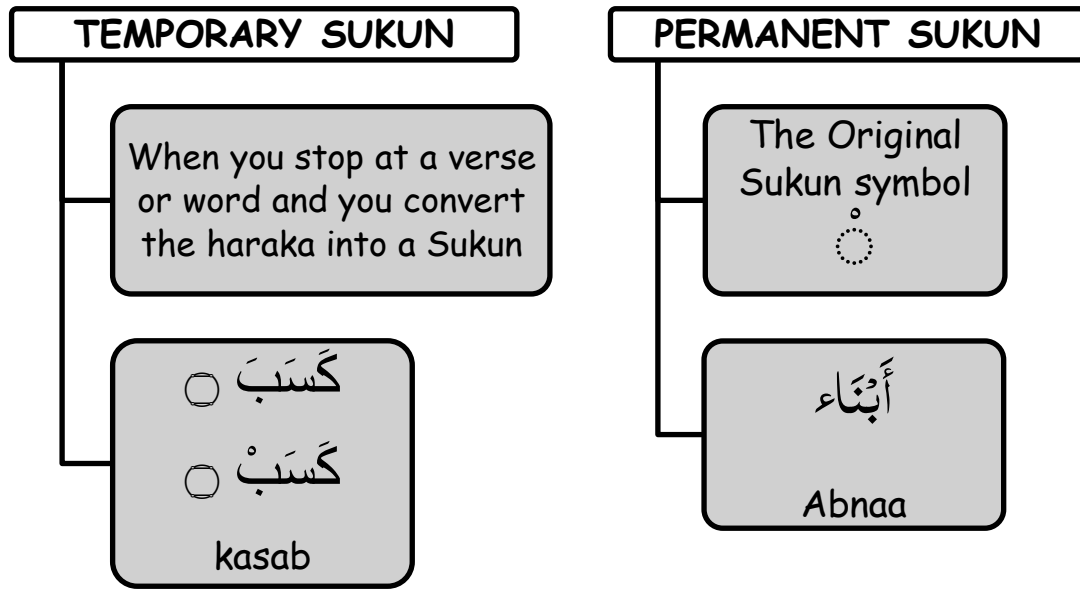 TEMPORARY SUKUN
When you stop at a verse
or word and you convert
the haraka into a Sukun
كَسَبَ ۝
كَسَبْ ۝
kasab
PERMANENT SUKUN
The Original
Sukun symbol
◌ْ
أَبْنَاء
Abnaa